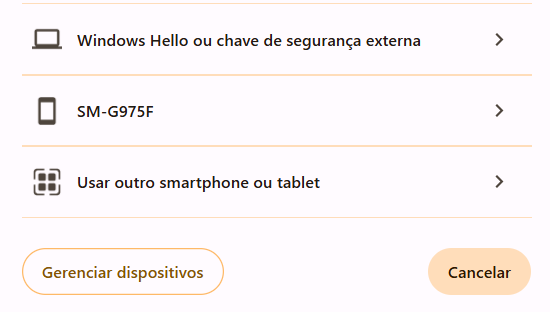 Windows Hello ou chave de segurança externa
SM-G975F
Usar outro smartphone ou tablet
Gerenciar dispositivos
Cancelar